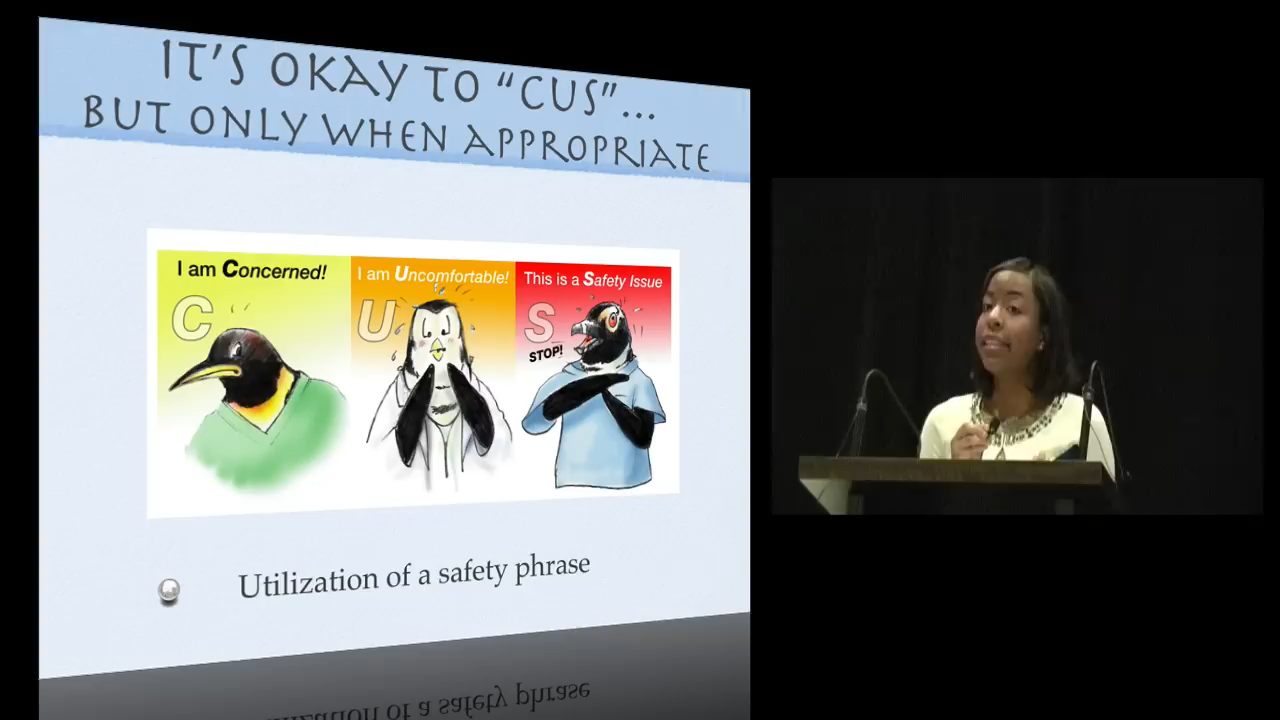 IT'S OKAY TO "CUS"...
BUT ONLY WHEN APPROPRIATE
I am Concerned!
I am Uncomfortable!
This is a Safety Issue
C
U
S
STOP!
Utilization of a safety phrase